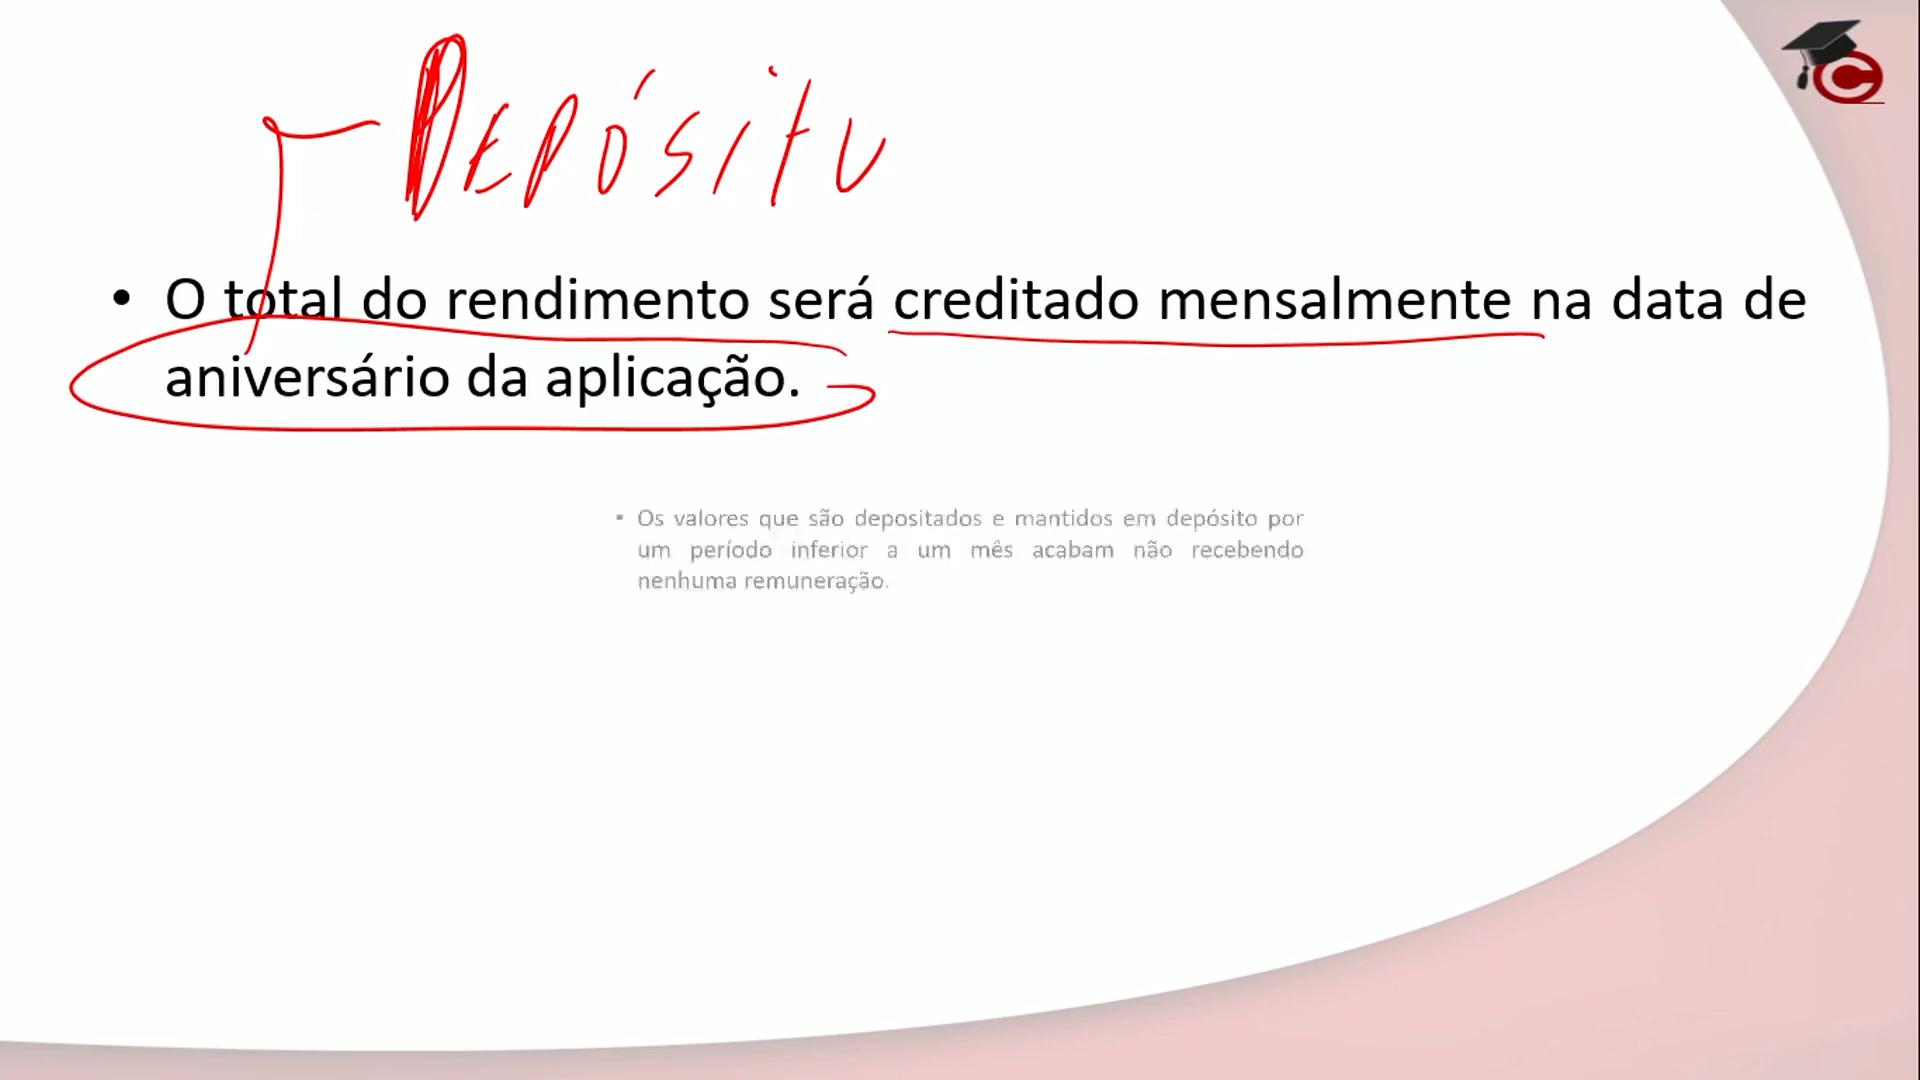 DEPÓSITO
• O total do rendimento será creditado mensalmente na data de
aniversário da aplicação.
▪ Os valores que são depositados e mantidos em depósito por
um período inferior a um mês acabam não recebendo
nenhuma remuneração.